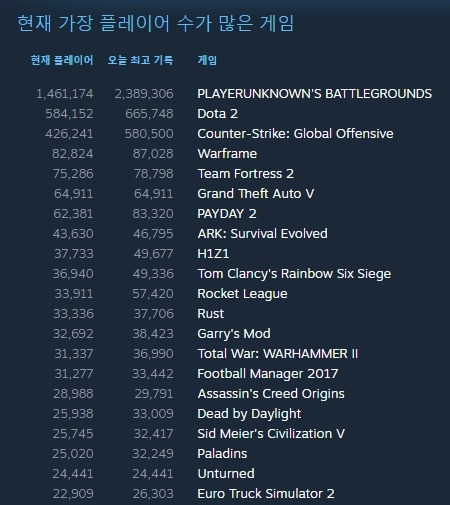 현재 가장 플레이어 수가 많은 게임
현재 플레이어 오늘 최고 기록 게임
1,461,174 2,389,306 PLAYERUNKNOWN'S BATTLEGROUNDS
584,152 665,748 Dota 2
426,241 580,500 Counter-Strike: Global Offensive
82,824 87,028 Warframe
75,286 78,798 Team Fortress 2
64,911 64,911 Grand Theft Auto V
62,381 83,320 PAYDAY 2
43,630 46,795 ARK: Survival Evolved
37,733 49,677 H1Z1
36,940 49,336 Tom Clancy's Rainbow Six Siege
33,911 57,420 Rocket League
33,336 37,706 Rust
32,692 38,423 Garry's Mod
31,337 36,990 Total War: WARHAMMER II
31,277 33,442 Football Manager 2017
28,988 29,791 Assassin's Creed Origins
25,938 33,009 Dead by Daylight
25,745 32,417 Sid Meier's Civilization V
25,020 32,249 Paladins
24,441 24,441 Unturned
22,909 26,303 Euro Truck Simulator 2